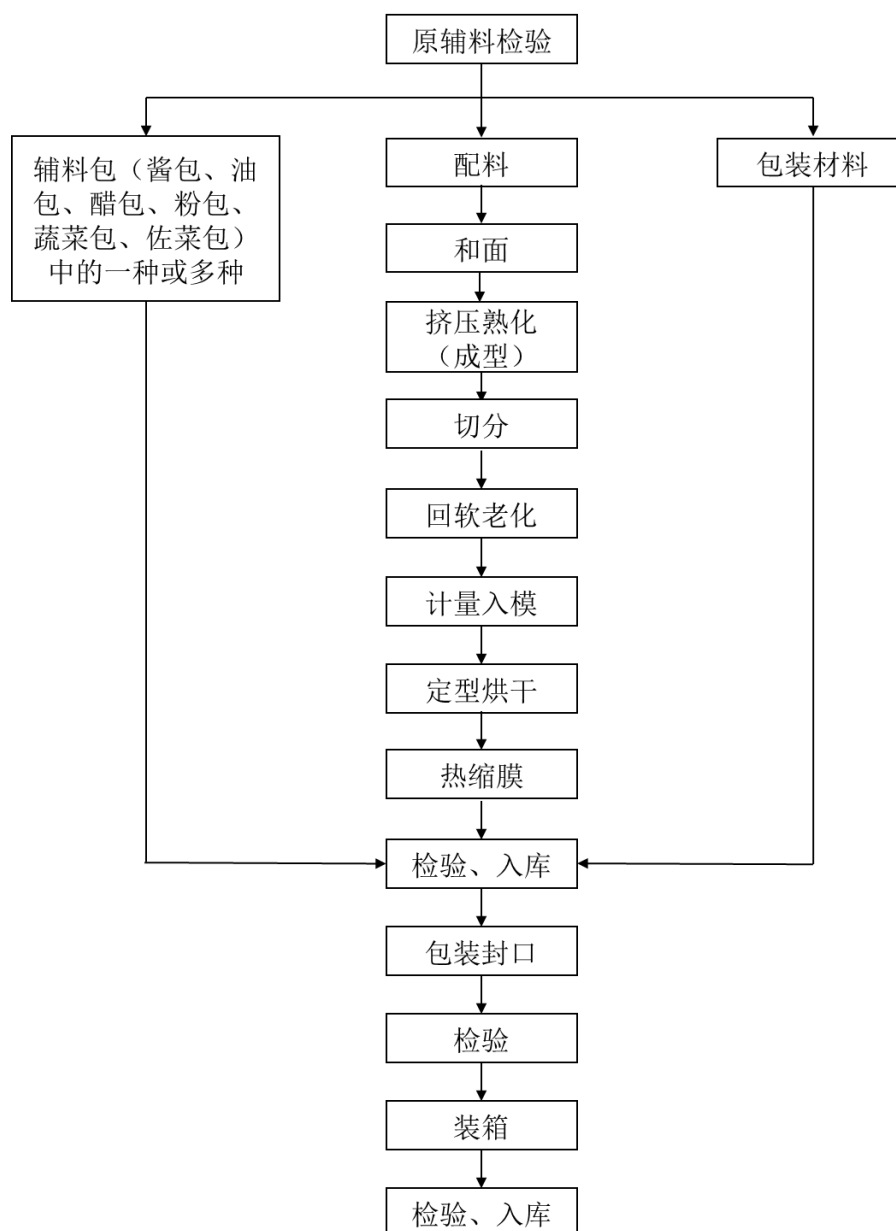 原辅料检验
辅料包（酱包、油
包、醋包、粉包、
蔬菜包、佐菜包）
中的一种或多种
配料
包装材料
和面
挤压熟化
（成型）
切分
回软老化
计量入模
定型烘干
热缩膜
检验、入库
包装封口
检验
装箱
检验、入库